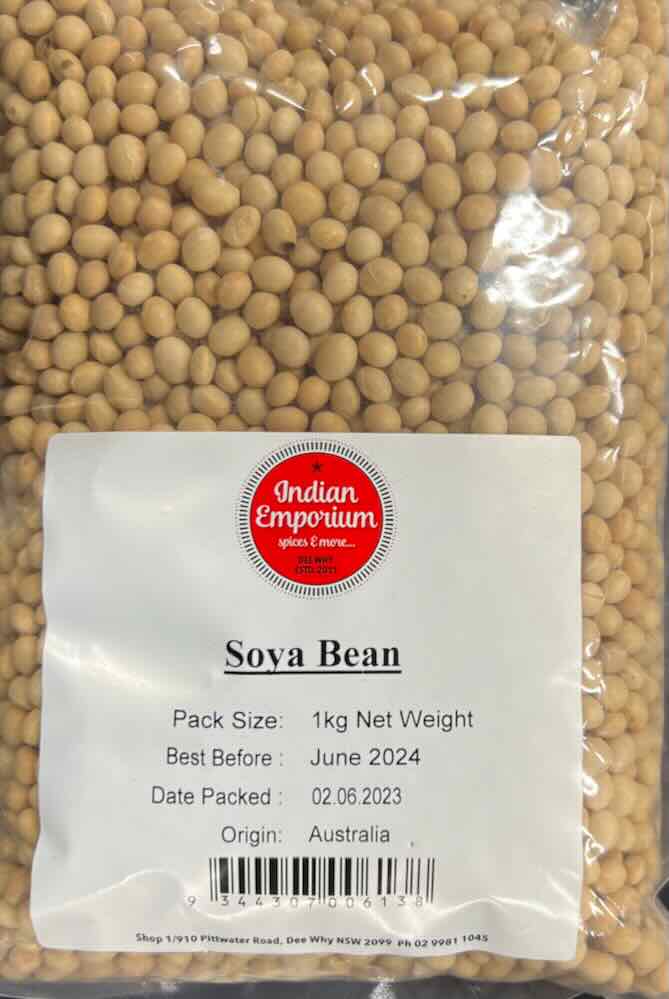 Indian
Emporium
spices & more...
DEE WHY
ESTD. 2011
Soya Bean
Pack Size: 1kg Net Weight
Best Before : June 2024
Date Packed : 02.06.2023
Origin: Australia
9 344307 006138
Shop 1/910 Pittwater Road, Dee Why NSW 2099 Ph 02 9981 1045